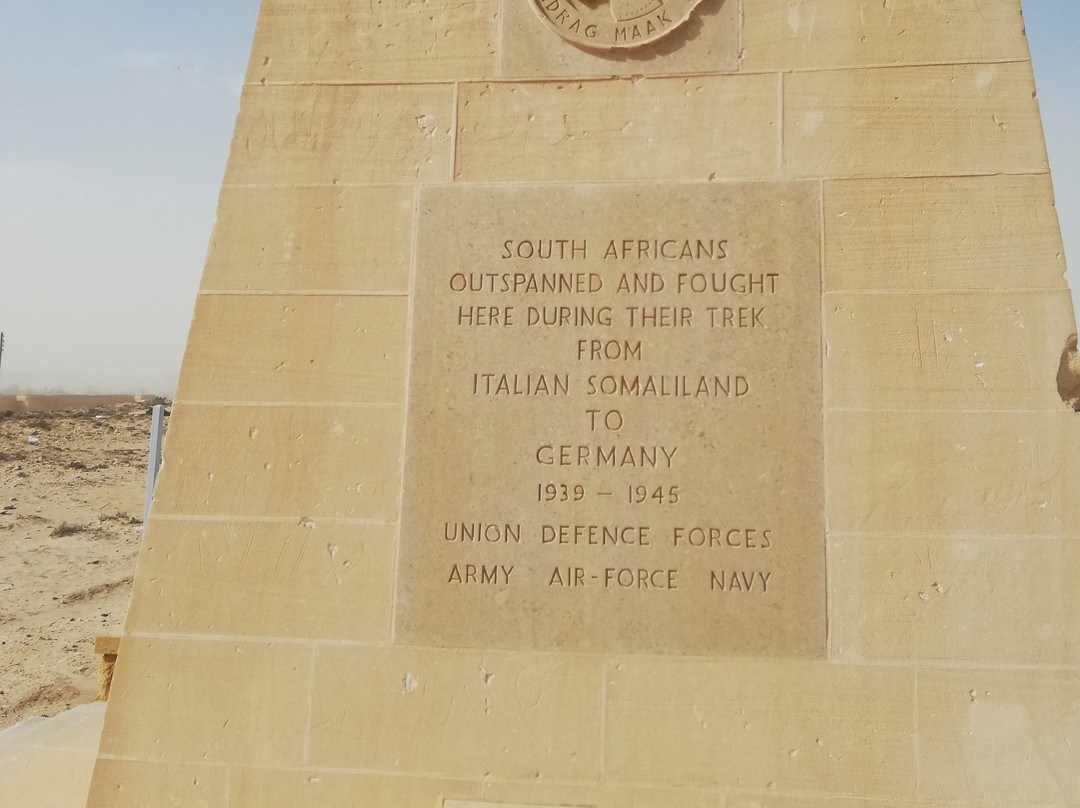 DRAG MAAK
SOUTH AFRICANS
OUTSPANNED AND FOUGHT
HERE DURING THEIR TREK
FROM
ITALIAN SOMALILAND
TO
GERMANY
1939 – 1945
UNION DEFENCE FORCES
ARMY AIR-FORCE NAVY